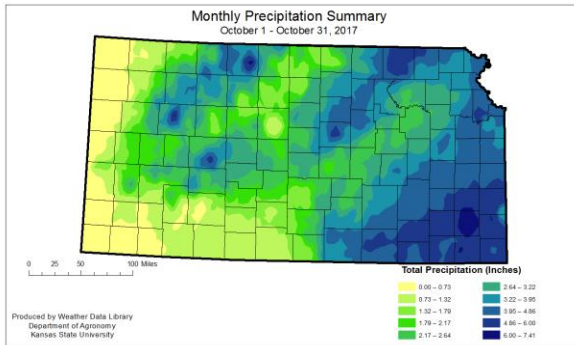 Monthly Precipitation Summary
October 1 - October 31, 2017
0 25 50 100 Miles
Total Precipitation (Inches)
0.00 - 0.73
0.73 - 1.32
1.32 - 1.79
1.79 - 2.17
2.17 - 2.64
2.64 - 3.22
3.22 - 3.95
3.95 - 4.86
4.86 - 6.00
6.00 - 7.41
Produced by Weather Data Library
Department of Agronomy
Kansas State University